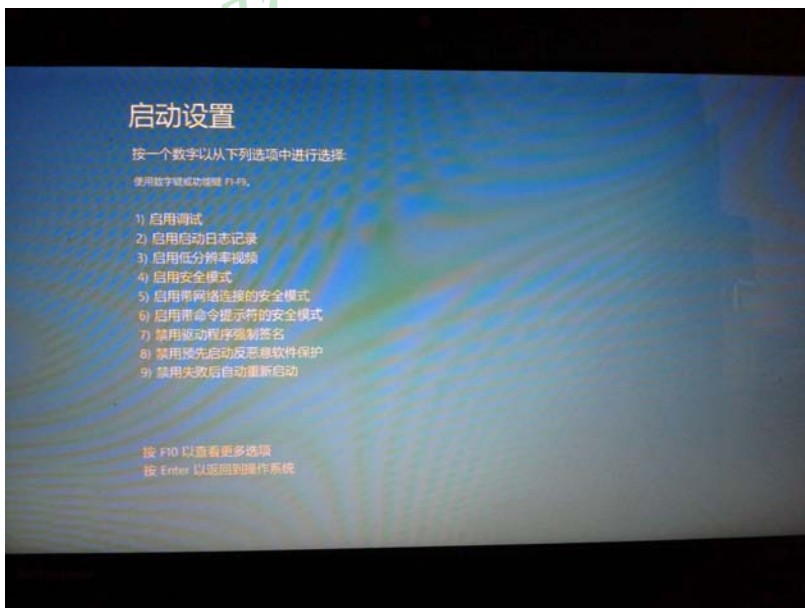 启动设置
按一个数字以从下列选项中进行选择:
使用数字键或功能键 F1-F9。
1) 启用调试
2) 启用启动日志记录
3) 启用低分辨率视频
4) 启用安全模式
5) 启用带网络连接的安全模式
6) 启用带命令提示符的安全模式
7) 禁用驱动程序强制签名
8) 禁用预先启动反恶意软件保护
9) 禁用失败后自动重新启动
按 F10 以查看更多选项
按 Enter 以返回到操作系统